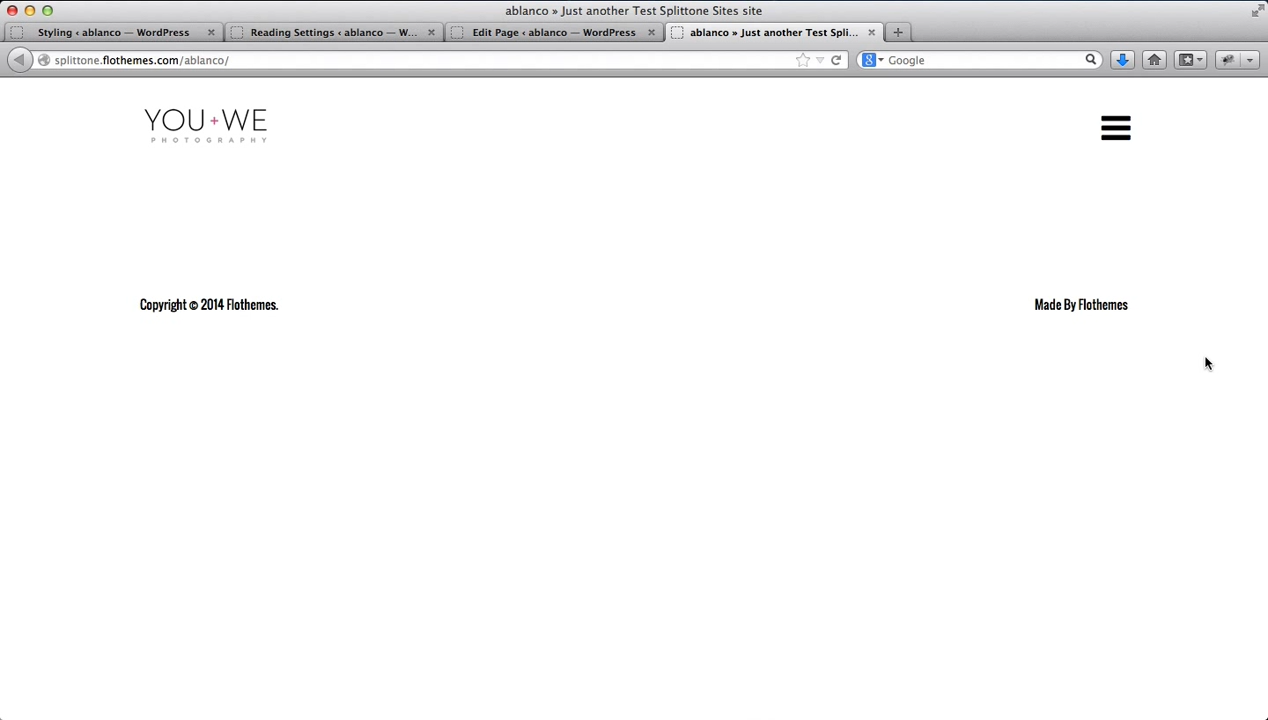 ablanco » Just another Test Splittone Sites site
Styling ‹ ablanco — WordPress
Reading Settings ‹ ablanco — W...
Edit Page ‹ ablanco — WordPress
ablanco » Just another Test Spli...
splittone.flothemes.com/ablanco/
Google
YOU+WE
PHOTOGRAPHY
Copyright © 2014 Flothemes.
Made By Flothemes